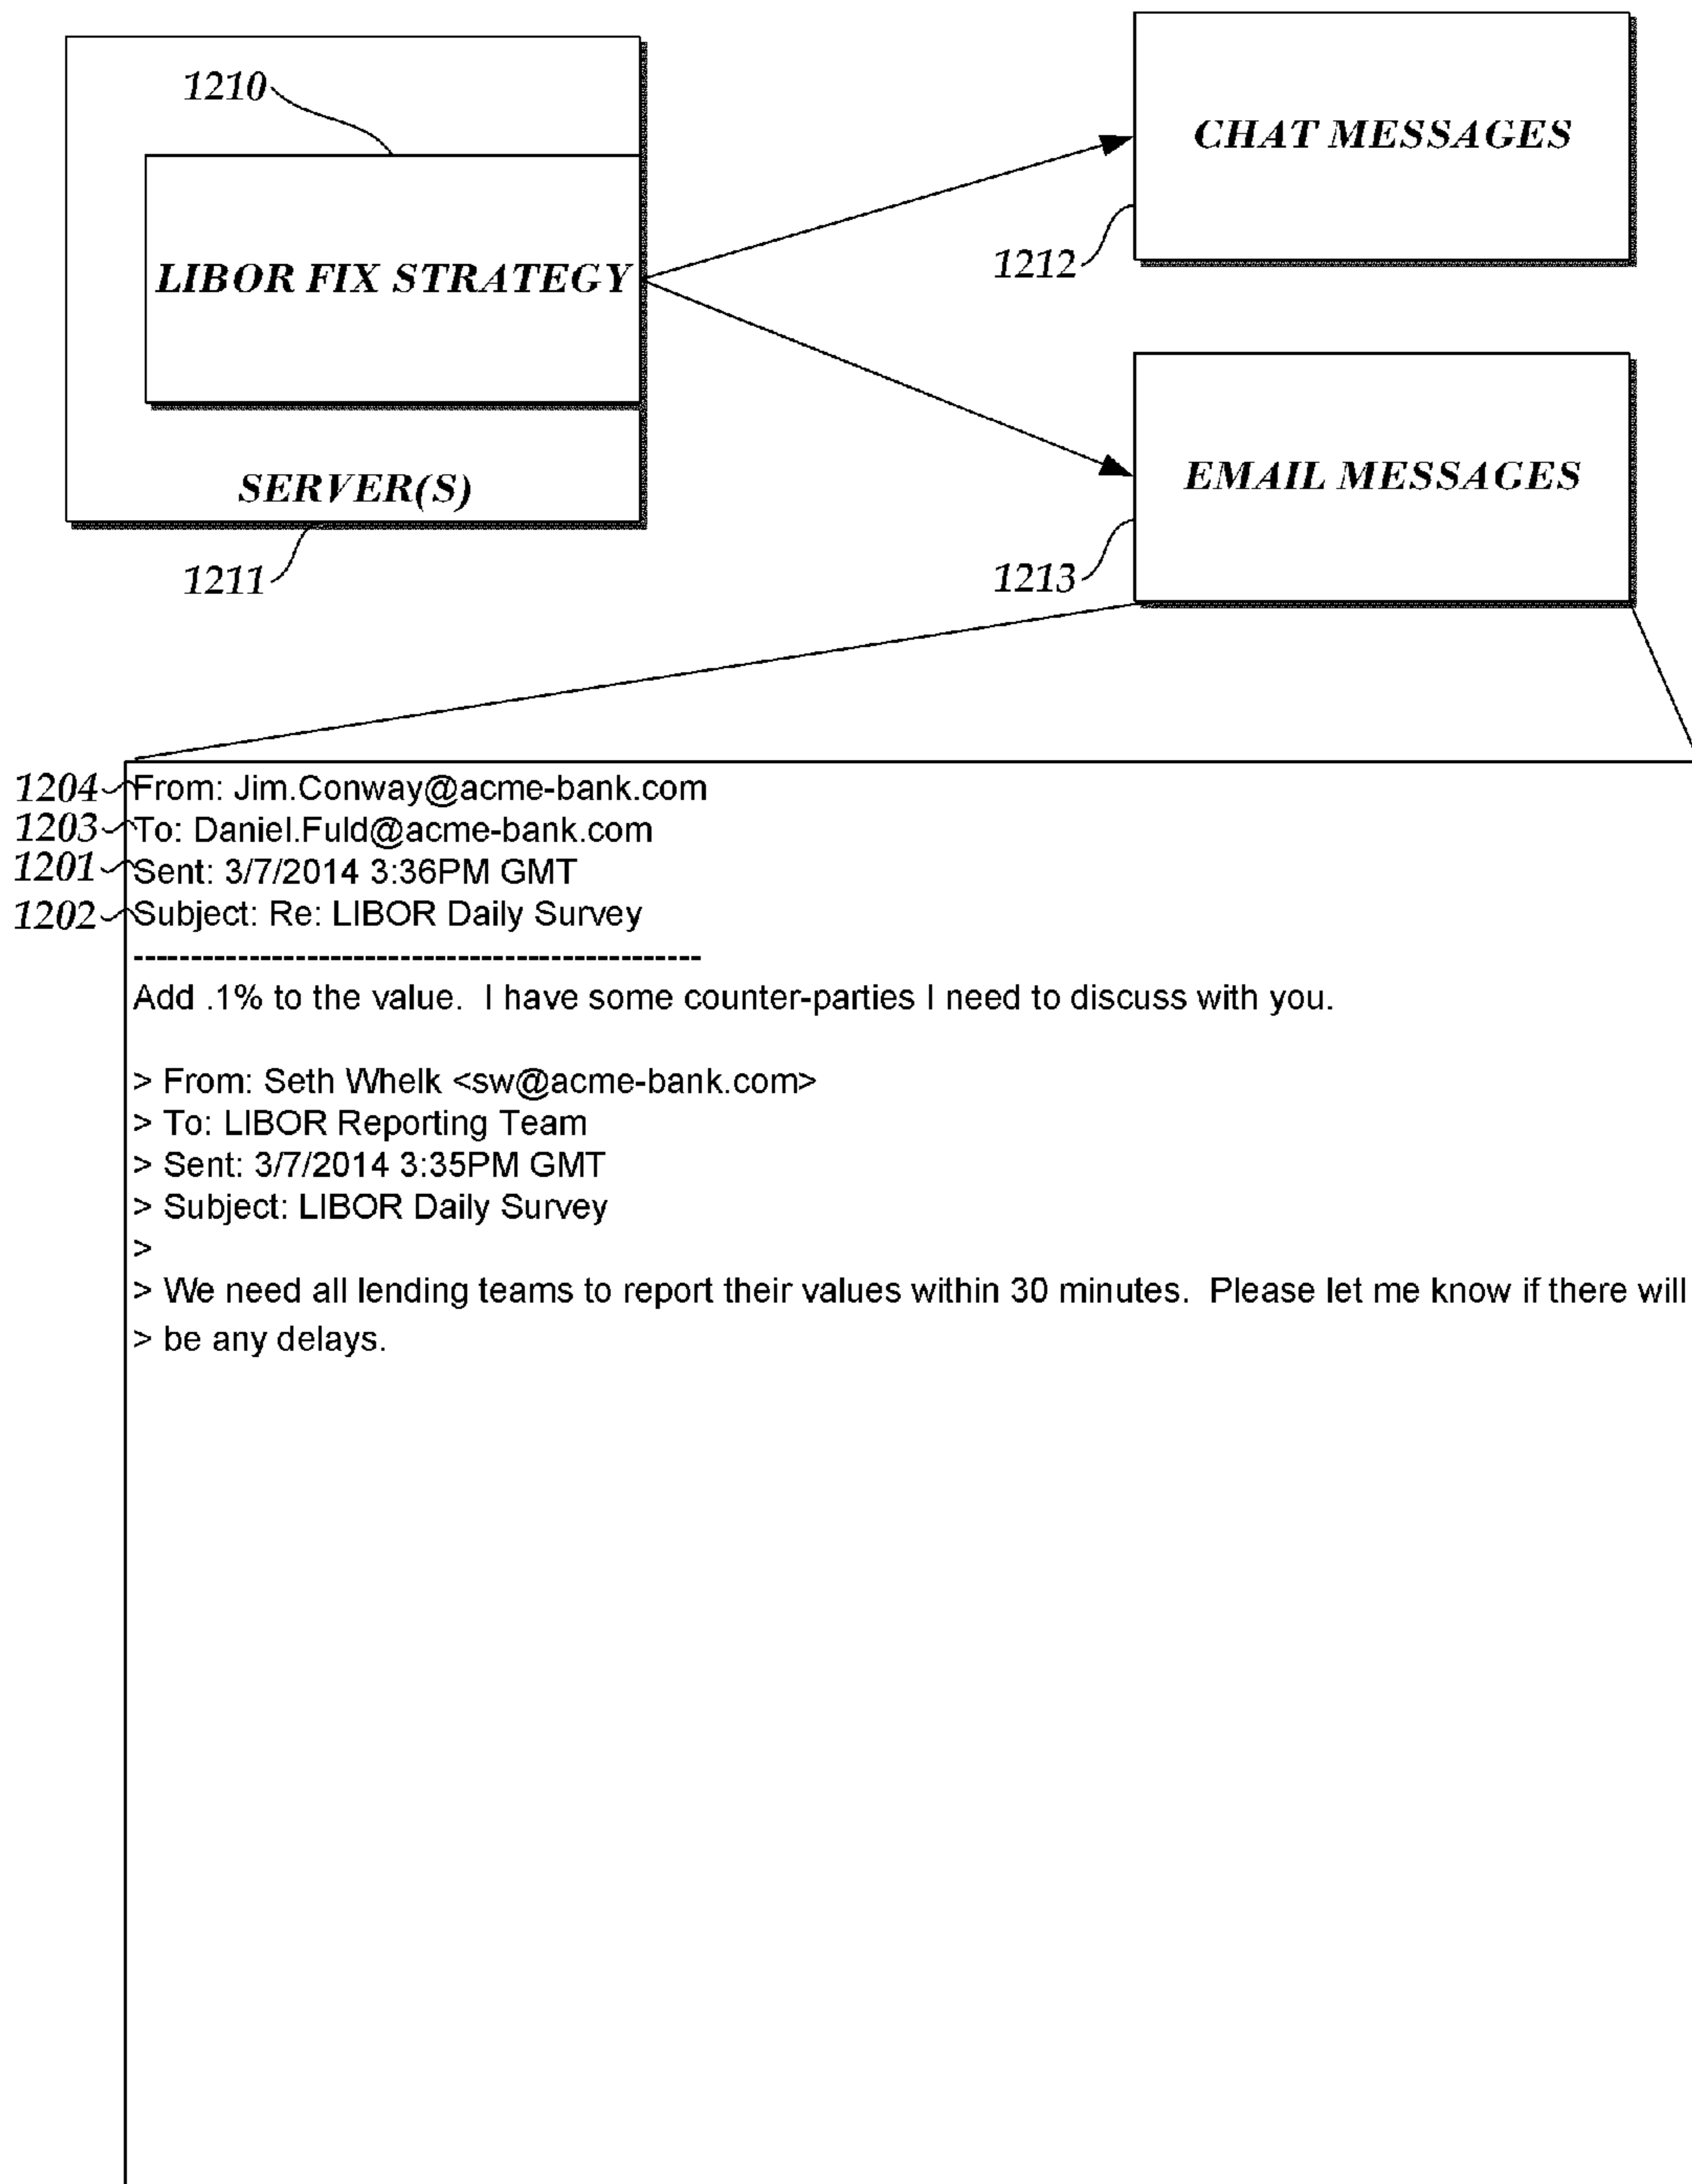 1210
LIBOR FIX STRATEGY
SERVER(S)
1211
CHAT MESSAGES
1212
EMAIL MESSAGES
1213
1204 From: Jim.Conway@acme-bank.com
1203 To: Daniel.Fuld@acme-bank.com
1201 Sent: 3/7/2014 3:36PM GMT
1202 Subject: Re: LIBOR Daily Survey
--------------------------------------------------
Add .1% to the value.  I have some counter-parties I need to discuss with you.
> From: Seth Whelk <sw@acme-bank.com>
> To: LIBOR Reporting Team
> Sent: 3/7/2014 3:35PM GMT
> Subject: LIBOR Daily Survey
>
> We need all lending teams to report their values within 30 minutes.  Please let me know if there will
> be any delays.